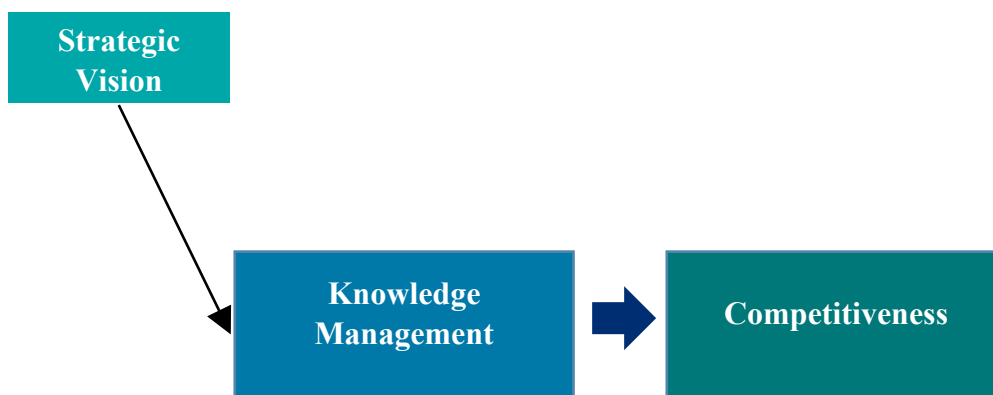 Strategic
Vision
Knowledge
Management
Competitiveness